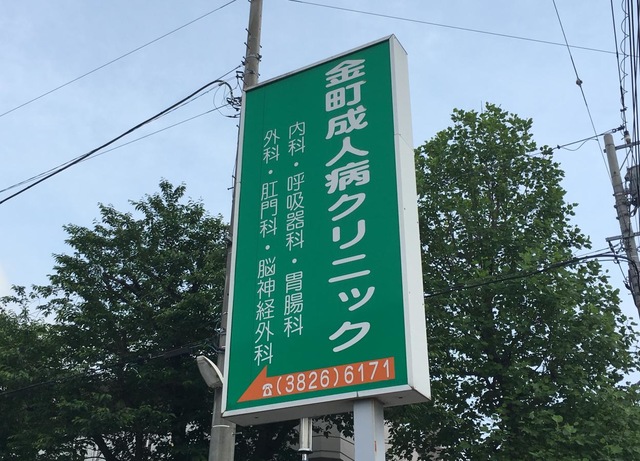 金町成人病クリニック
内科・呼吸器科・胃腸科
外科・肛門科・脳神経外科
☎(3826)6171